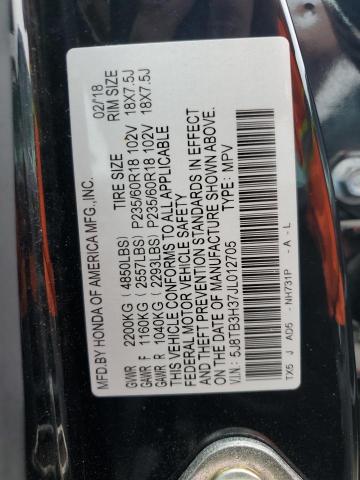 MFD.BY HONDA OF AMERICA MFG.,INC. 02/18
TIRE SIZE RIM SIZE
GVWR 2200KG ( 4850LBS)
GAWR F 1160KG ( 2557LBS) P235/60R18 102V 18X7.5J
GAWR R 1040KG ( 2293LBS) P235/60R18 102V 18X7.5J
THIS VEHICLE CONFORMS TO ALL APPLICABLE
FEDERAL MOTOR VEHICLE SAFETY
AND THEFT PREVENTION STANDARDS IN EFFECT
ON THE DATE OF MANUFACTURE SHOWN ABOVE.
V.I.N.: 5J8TB3H37JL012705 TYPE: MPV
TX5 J A05 - NH731P - A - L